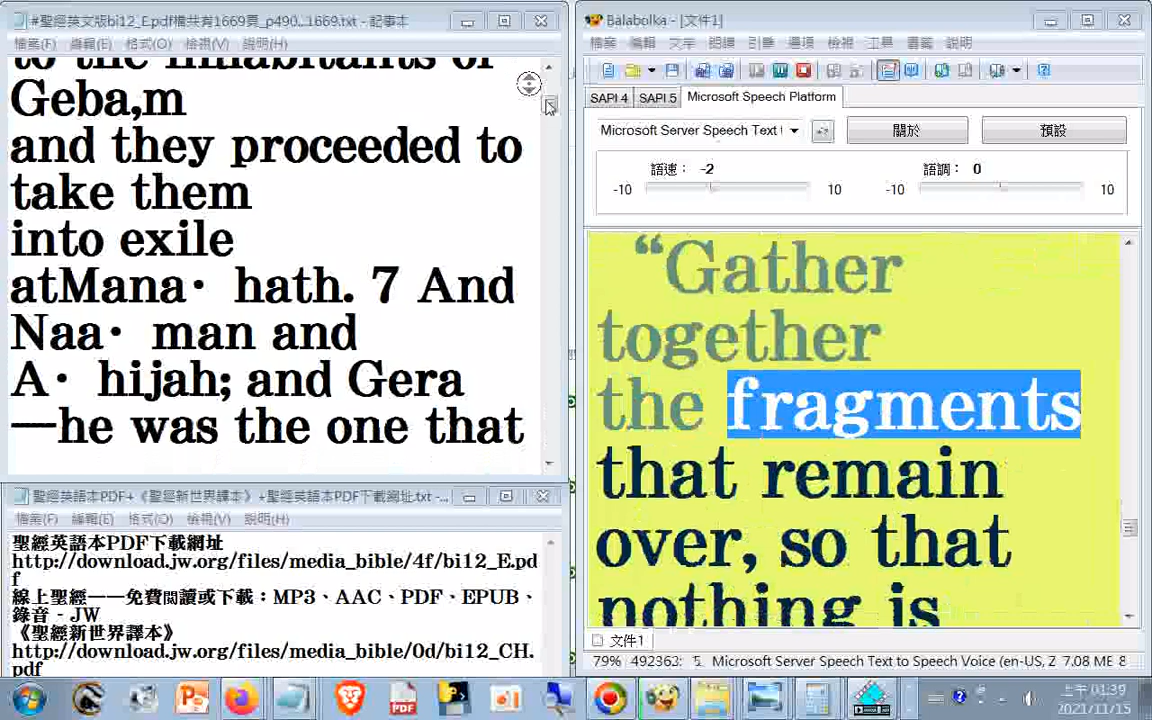 #聖經英文版bi12_E.pdf檔共有1669頁_p490...1669.txt - 記事本
檔案(F) 編輯(E) 格式(O) 檢視(V) 說明(H)
to the inhabitants of
Geba,m
and they proceeded to
take them
into exile
atMana· hath. 7 And
Naa· man and
A· hijah; and Gera
—he was the one that
聖經英語本PDF+《聖經新世界譯本》+聖經英語本PDF下載網址.txt - ...
檔案(F) 編輯(E) 格式(O) 檢視(V) 說明(H)
聖經英語本PDF下載網址
http://download.jw.org/files/media_bible/4f/bi12_E.pd
f
線上聖經——免費閱讀或下載：MP3、AAC、PDF、EPUB、
錄音 - JW
《聖經新世界譯本》
http://download.jw.org/files/media_bible/0d/bi12_CH.
pdf
Balabolka - [文件1]
檔案 編輯 文字 朗讀 引擎 選項 檢視 工具 書籤 說明
SAPI 4 SAPI 5 Microsoft Speech Platform
Microsoft Server Speech Text 關於 預設
語速： -2 語調： 0
-10 10 -10 10
“Gather
together
the fragments
that remain
over, so that
nothing is
文件1
79% 492363: 5 Microsoft Server Speech Text to Speech Voice (en-US, Z 7.08 MB 8
PDF
上午 01:39
2021/11/15